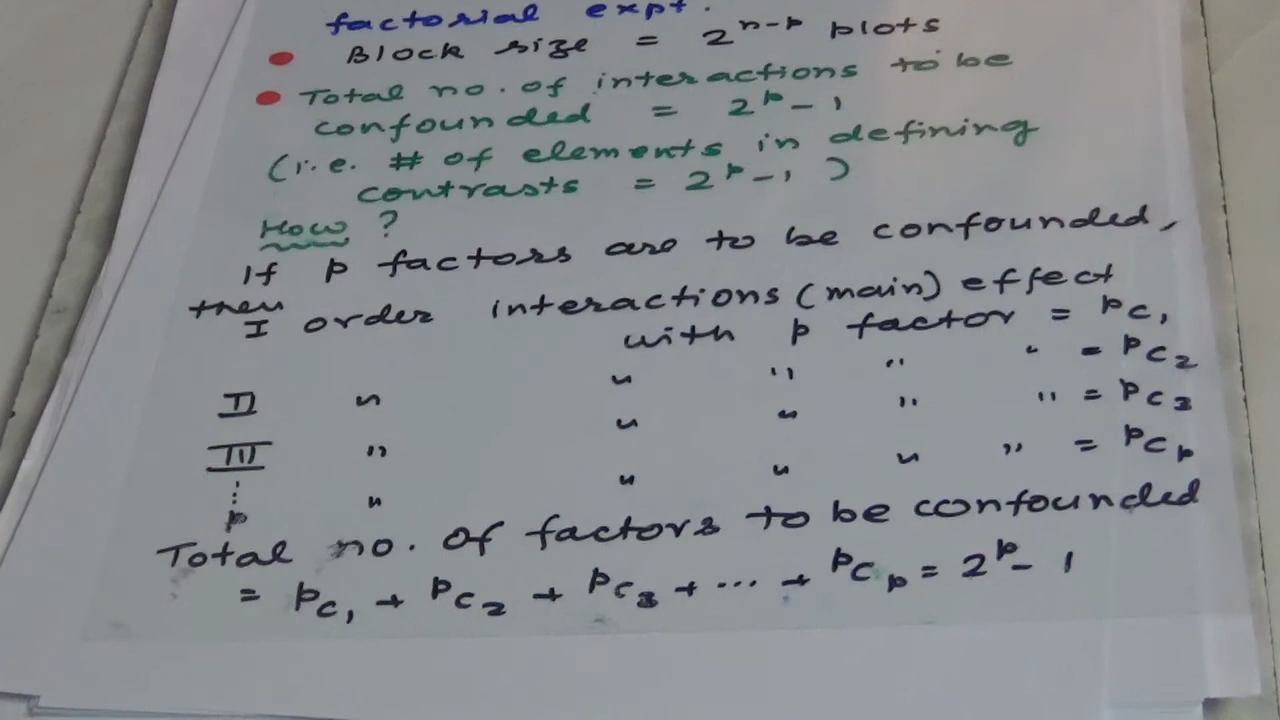 factorial expt.
• Block size = 2^{n-p} plots
• Total no. of interactions to be
confounded = 2^p - 1
(i.e. # of elements in defining
contrasts = 2^p - 1)
How ?
If p factors are to be confounded,
then
I order interactions (main) effect
with p factor = pC₁
II " " " " " = pC₂
III " " " " " = pC₃
⋮
p " " " " " = pCₚ
Total no. of factors to be confounded
= pC₁ + pC₂ + pC₃ + ... + pCₚ = 2^p - 1